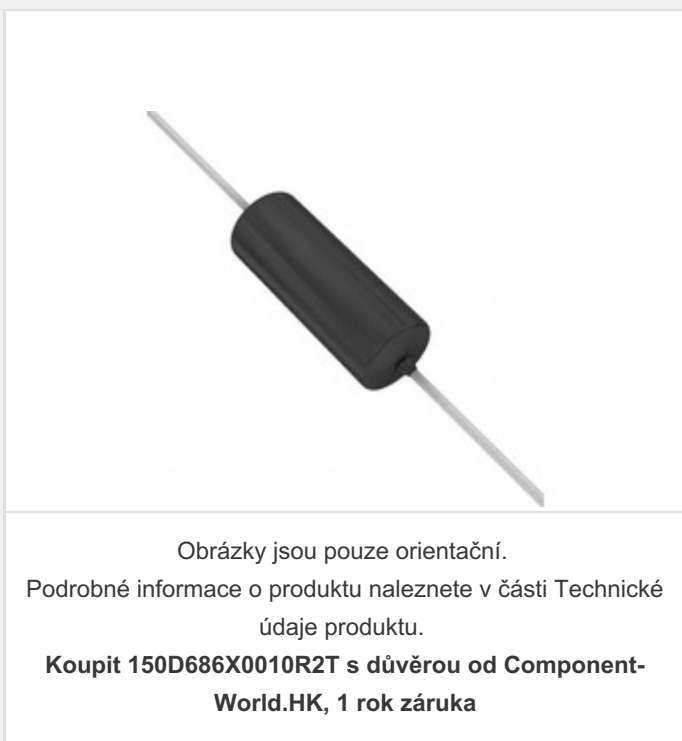 Obrázky jsou pouze orientační.
Podrobné informace o produktu naleznete v části Technické
údaje produktu.
Koupit 150D686X0010R2T s důvěrou od Component-
World.HK, 1 rok záruka